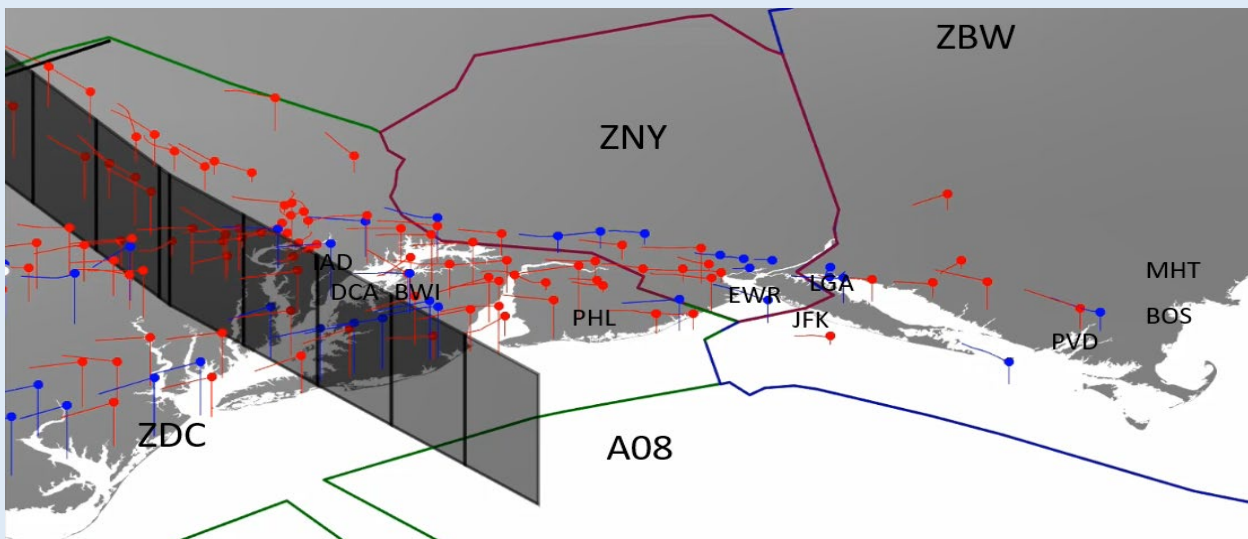 ZBW
ZNY
IAD
DCA BWI
PHL
EWR
LGA
JFK
MHT
BOS
PVD
ZDC
A08